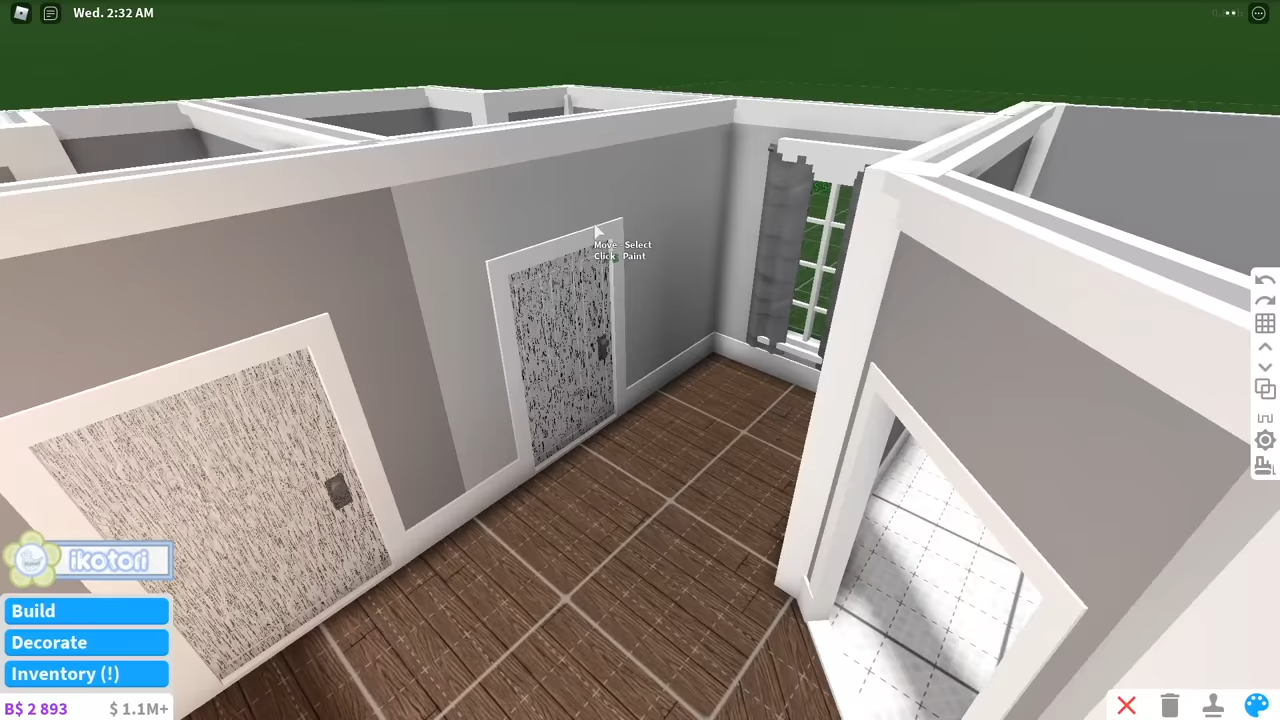 Wed. 2:32 AM
Move - Select
Click - Paint
ikotori
Build
Decorate
Inventory (!)
B$ 2 893
$ 1.1M+